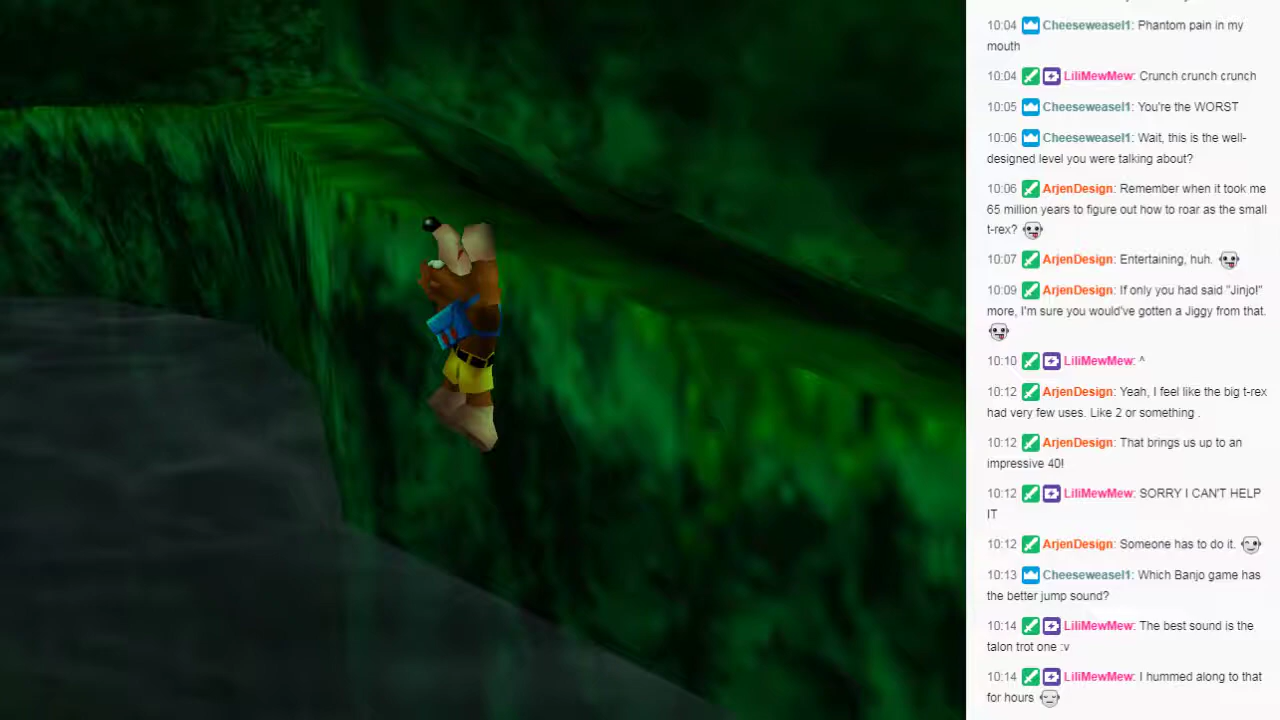 10:04 Cheeseweasel1: Phantom pain in my
mouth
10:04 LiliMewMew: Crunch crunch crunch
10:05 Cheeseweasel1: You're the WORST
10:06 Cheeseweasel1: Wait, this is the well-
designed level you were talking about?
10:06 ArjenDesign: Remember when it took me
65 million years to figure out how to roar as the small
t-rex?
10:07 ArjenDesign: Entertaining, huh.
10:09 ArjenDesign: If only you had said "Jinjo!"
more, I'm sure you would've gotten a Jiggy from that.
10:10 LiliMewMew: ^
10:12 ArjenDesign: Yeah, I feel like the big t-rex
had very few uses. Like 2 or something .
10:12 ArjenDesign: That brings us up to an
impressive 40!
10:12 LiliMewMew: SORRY I CAN'T HELP
IT
10:12 ArjenDesign: Someone has to do it.
10:13 Cheeseweasel1: Which Banjo game has
the better jump sound?
10:14 LiliMewMew: The best sound is the
talon trot one :v
10:14 LiliMewMew: I hummed along to that
for hours